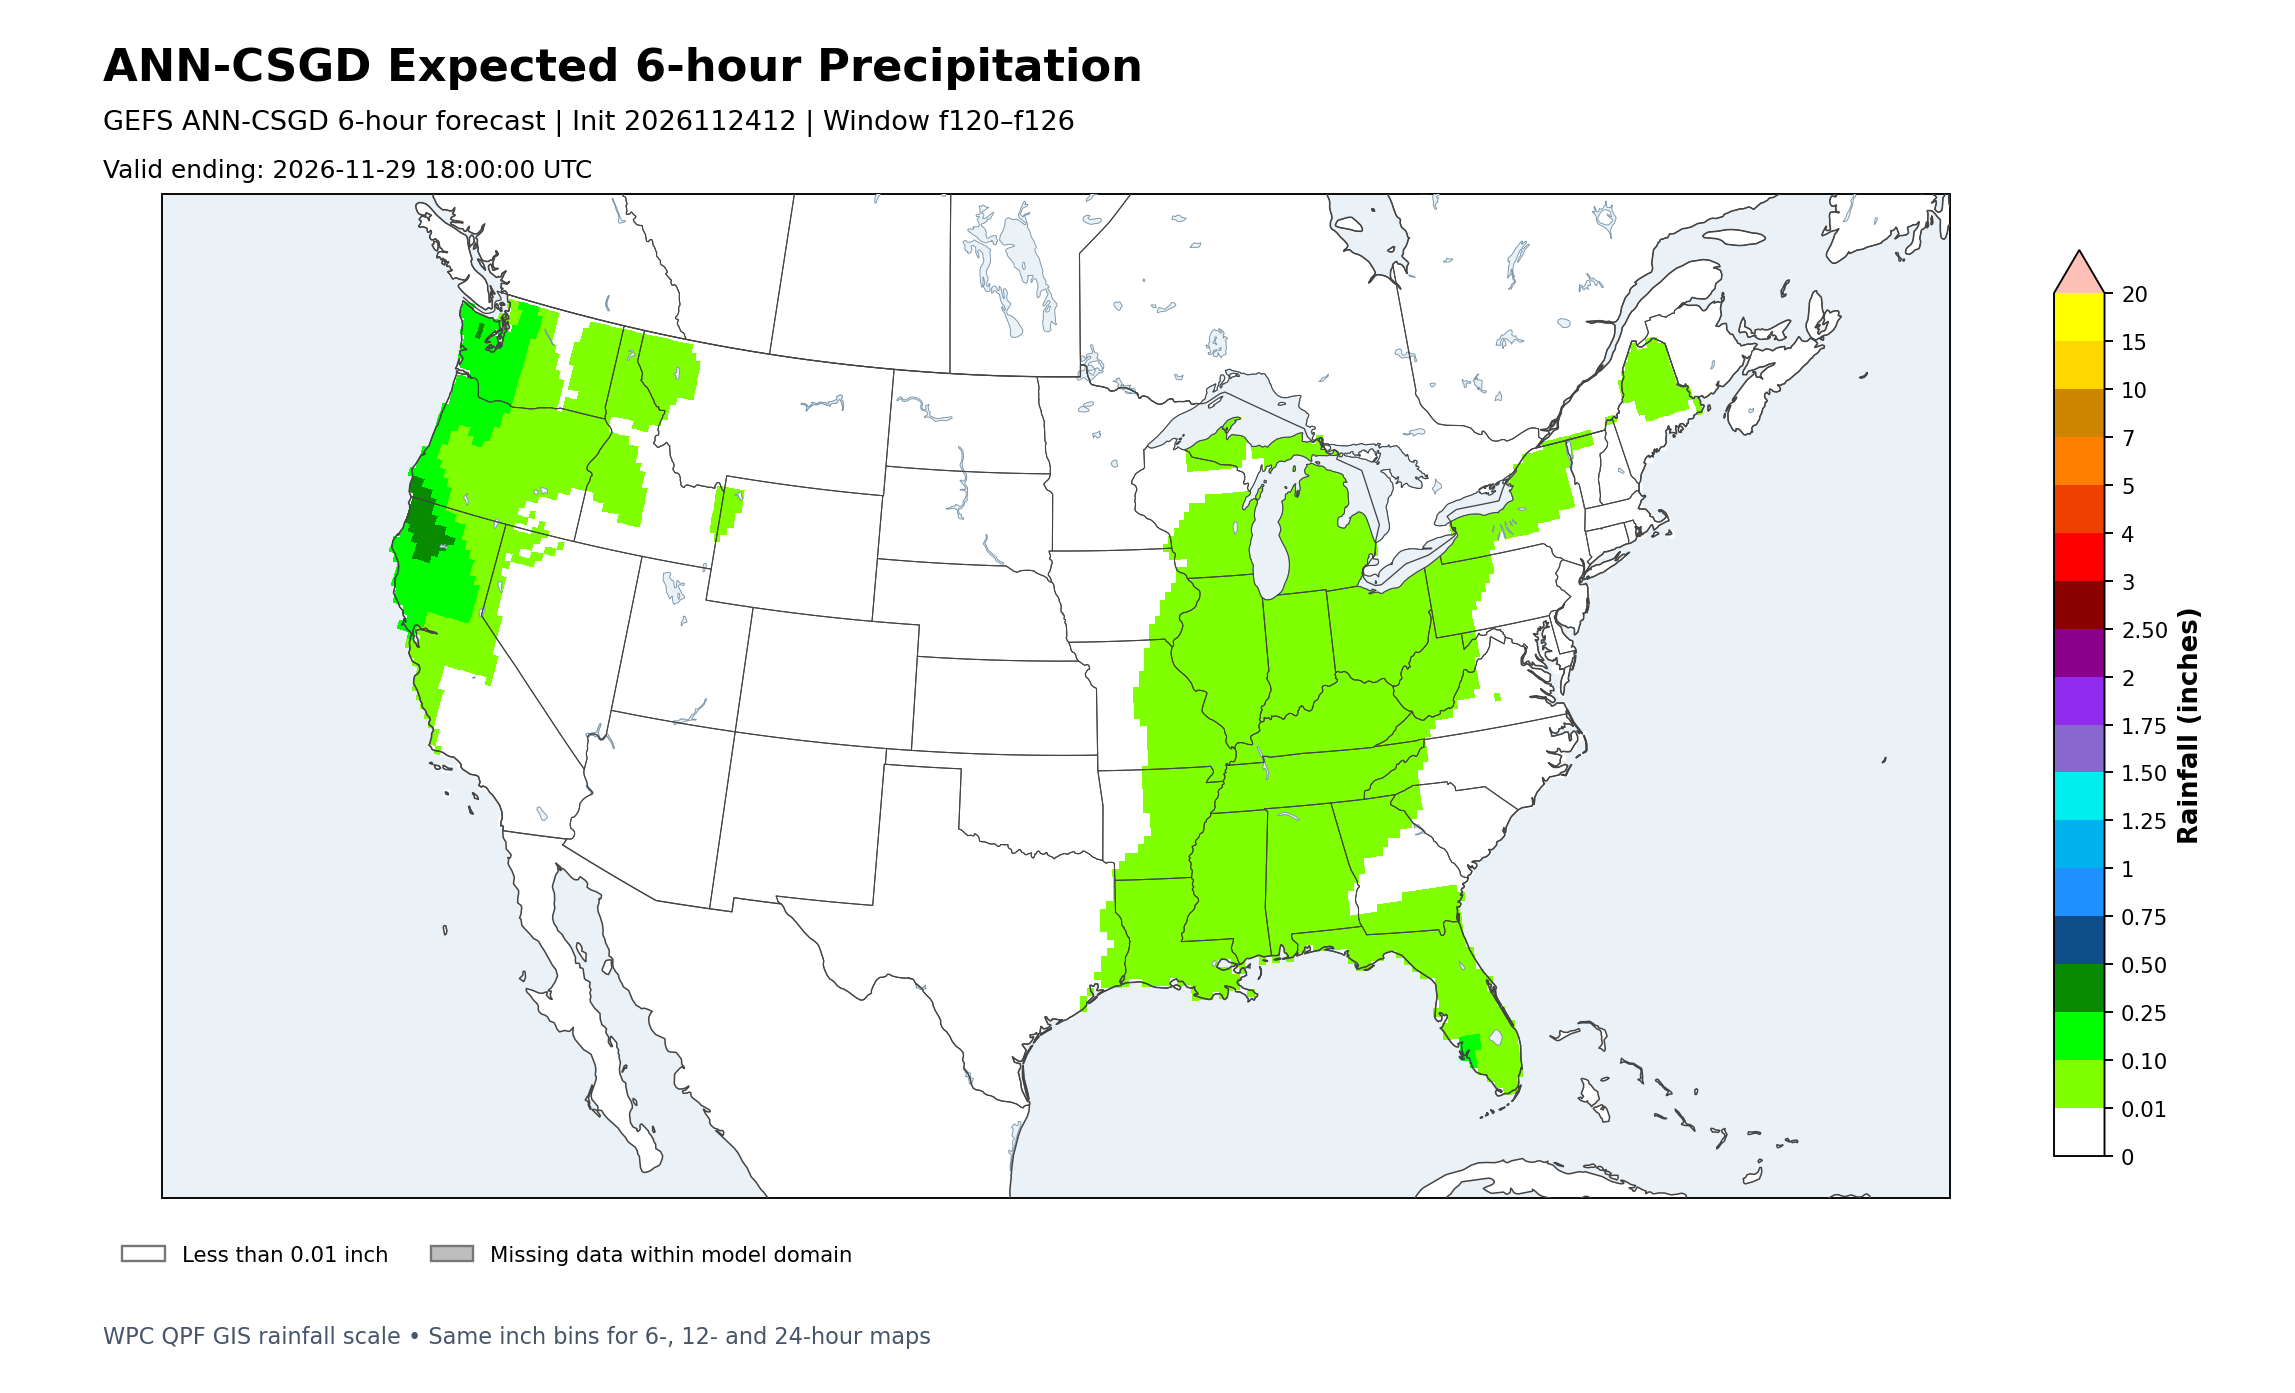 ANN-CSGD Expected 6-hour Precipitation
GEFS ANN-CSGD 6-hour forecast | Init 2026112412 | Window f120–f126
Valid ending: 2026-11-29 18:00:00 UTC
20
15
10
7
5
4
3
2.50
2
1.75
1.50
1.25
1
0.75
0.50
0.25
0.10
0.01
0
Rainfall (inches)
Less than 0.01 inch
Missing data within model domain
WPC QPF GIS rainfall scale • Same inch bins for 6-, 12- and 24-hour maps